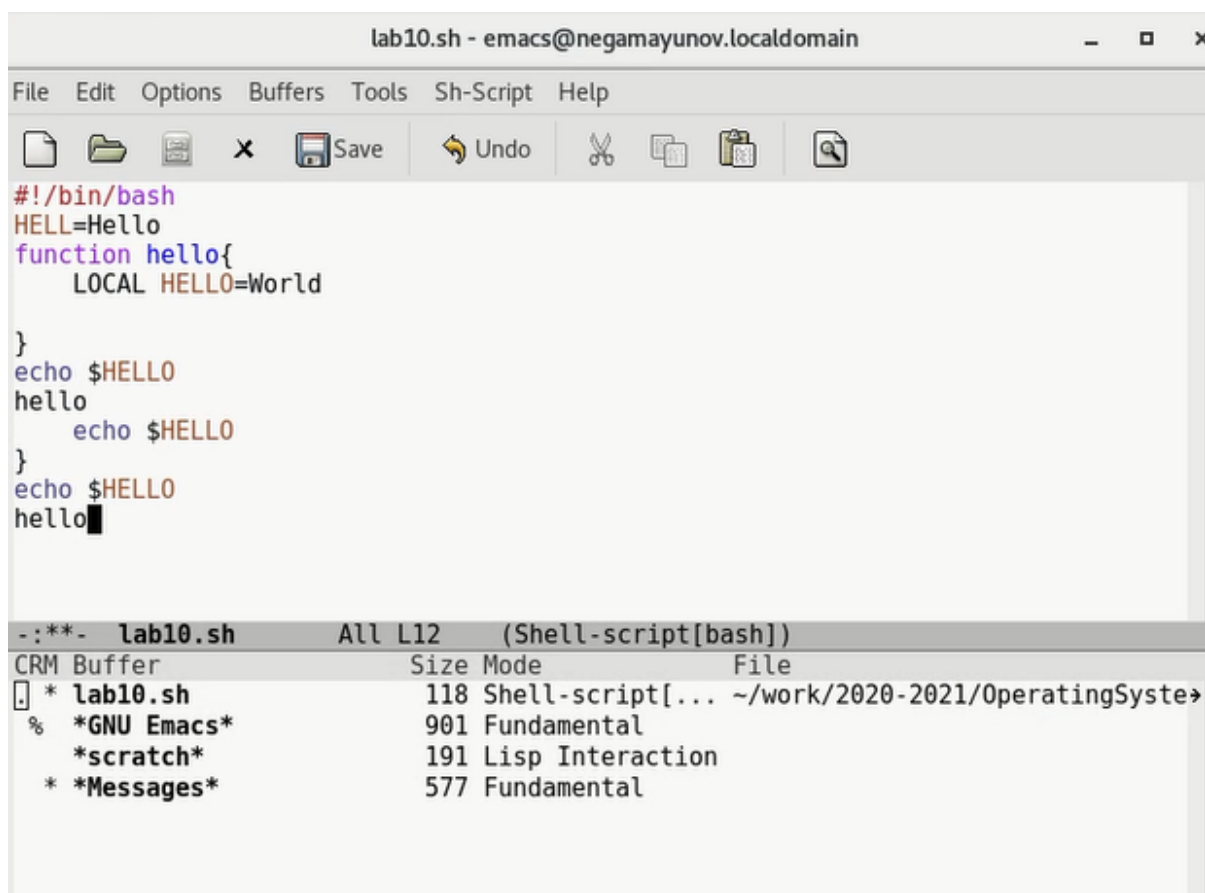 lab10.sh - emacs@negamayunov.localdomain
File Edit Options Buffers Tools Sh-Script Help
Save Undo
#!/bin/bash
HELL=Hello
function hello{
    LOCAL HELLO=World

}
echo $HELLO
hello
    echo $HELLO
}
echo $HELLO
hello
-:**- lab10.sh All L12 (Shell-script[bash])
CRM Buffer Size Mode File
. * lab10.sh 118 Shell-script[... ~/work/2020-2021/OperatingSyste
% *GNU Emacs* 901 Fundamental
*scratch* 191 Lisp Interaction
* *Messages* 577 Fundamental